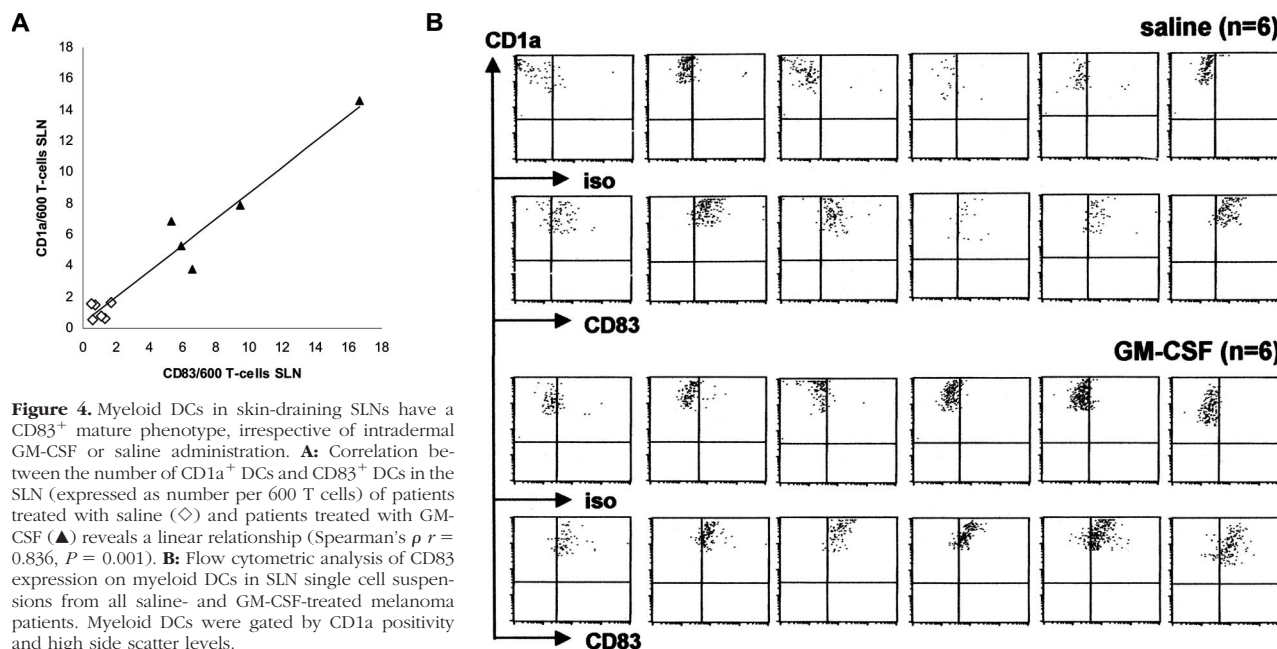 A
18
16
14
12
10
8
6
4
2
0
CD1a/600 T-cells SLN
0 2 4 6 8 10 12 14 16 18
CD83/600 T-cells SLN
Figure 4. Myeloid DCs in skin-draining SLNs have a
CD83+ mature phenotype, irrespective of intradermal
GM-CSF or saline administration. A: Correlation be-
tween the number of CD1a+ DCs and CD83+ DCs in the
SLN (expressed as number per 600 T cells) of patients
treated with saline (◇) and patients treated with GM-
CSF (▲) reveals a linear relationship (Spearman's ρ r =
0.836, P = 0.001). B: Flow cytometric analysis of CD83
expression on myeloid DCs in SLN single cell suspen-
sions from all saline- and GM-CSF-treated melanoma
patients. Myeloid DCs were gated by CD1a positivity
and high side scatter levels.
B
saline (n=6)
CD1a
iso
CD83
GM-CSF (n=6)
iso
CD83